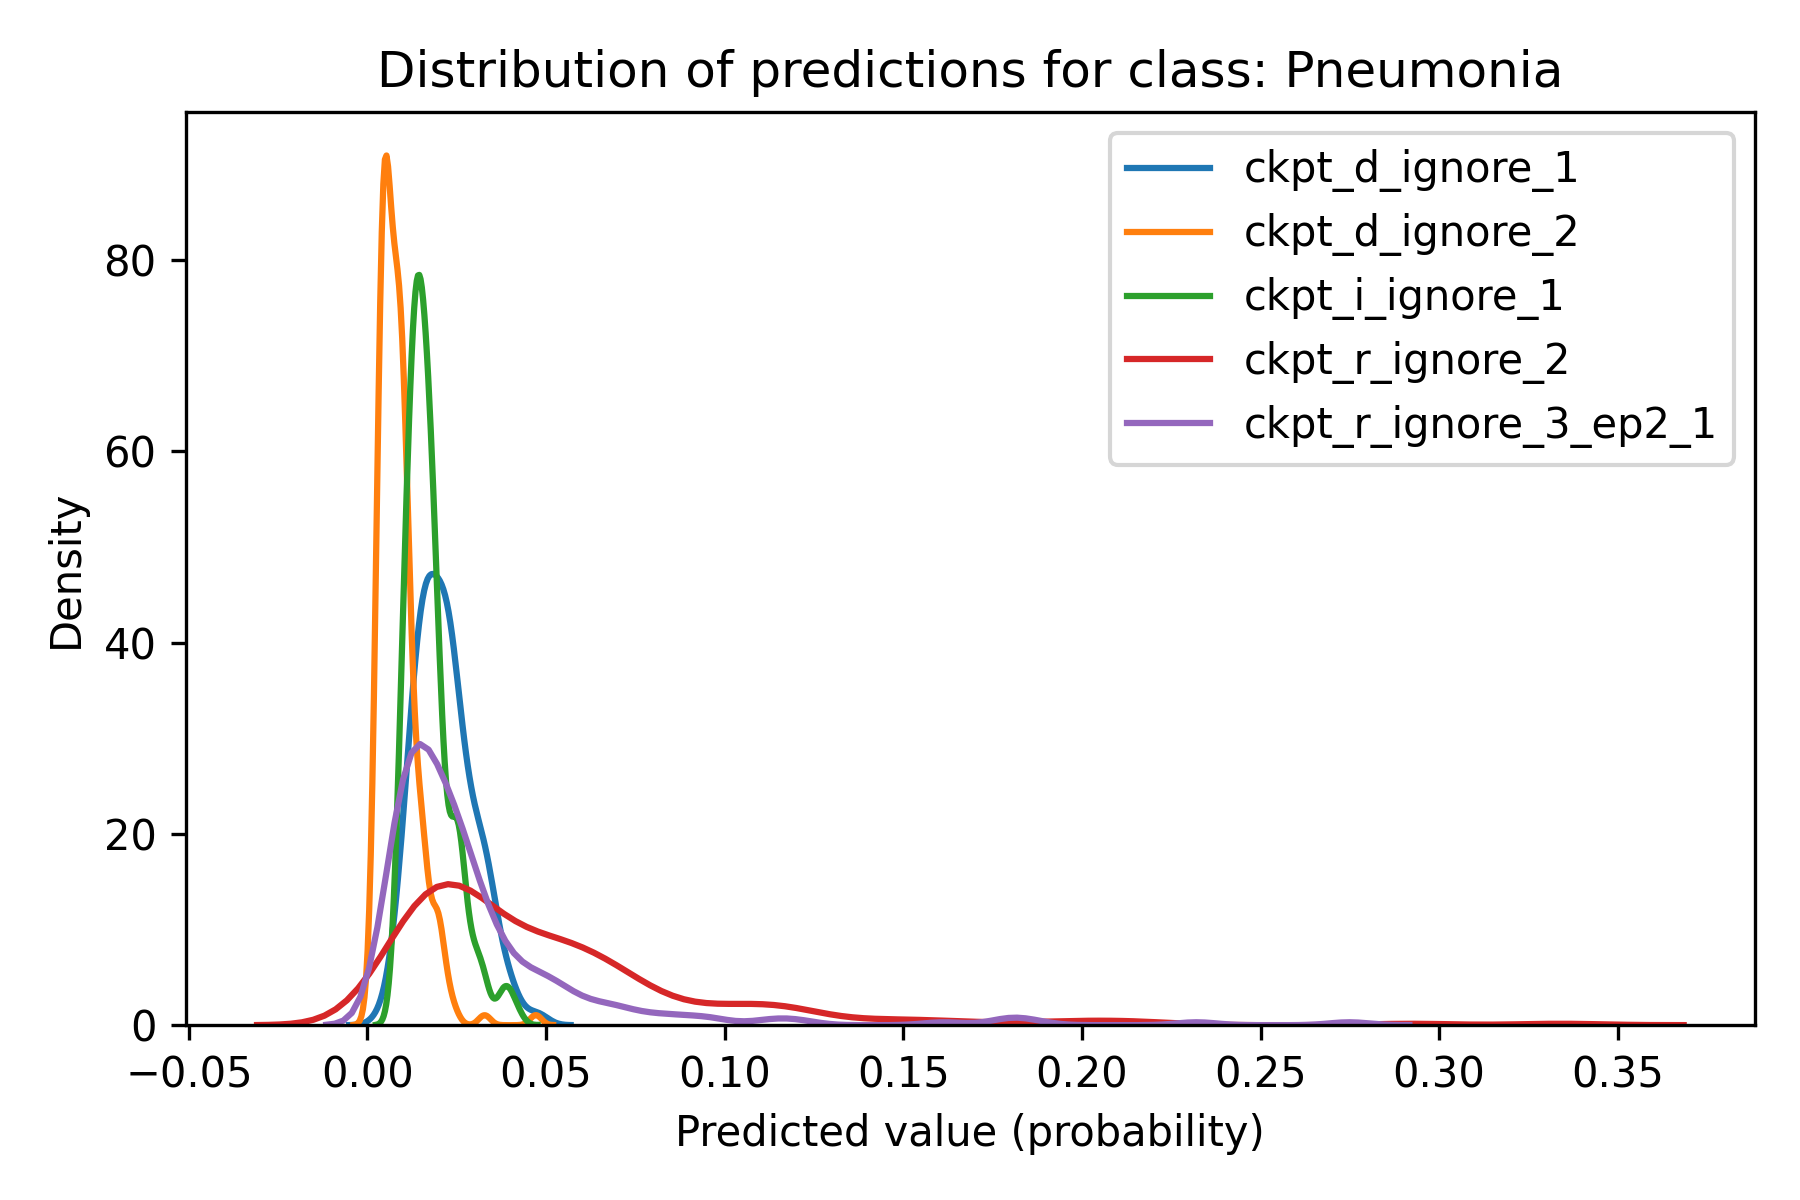 Distribution of predictions for class: Pneumonia
ckpt_d_ignore_1
ckpt_d_ignore_2
ckpt_i_ignore_1
ckpt_r_ignore_2
ckpt_r_ignore_3_ep2_1
Density
80
60
40
20
0
−0.05 0.00 0.05 0.10 0.15 0.20 0.25 0.30 0.35
Predicted value (probability)